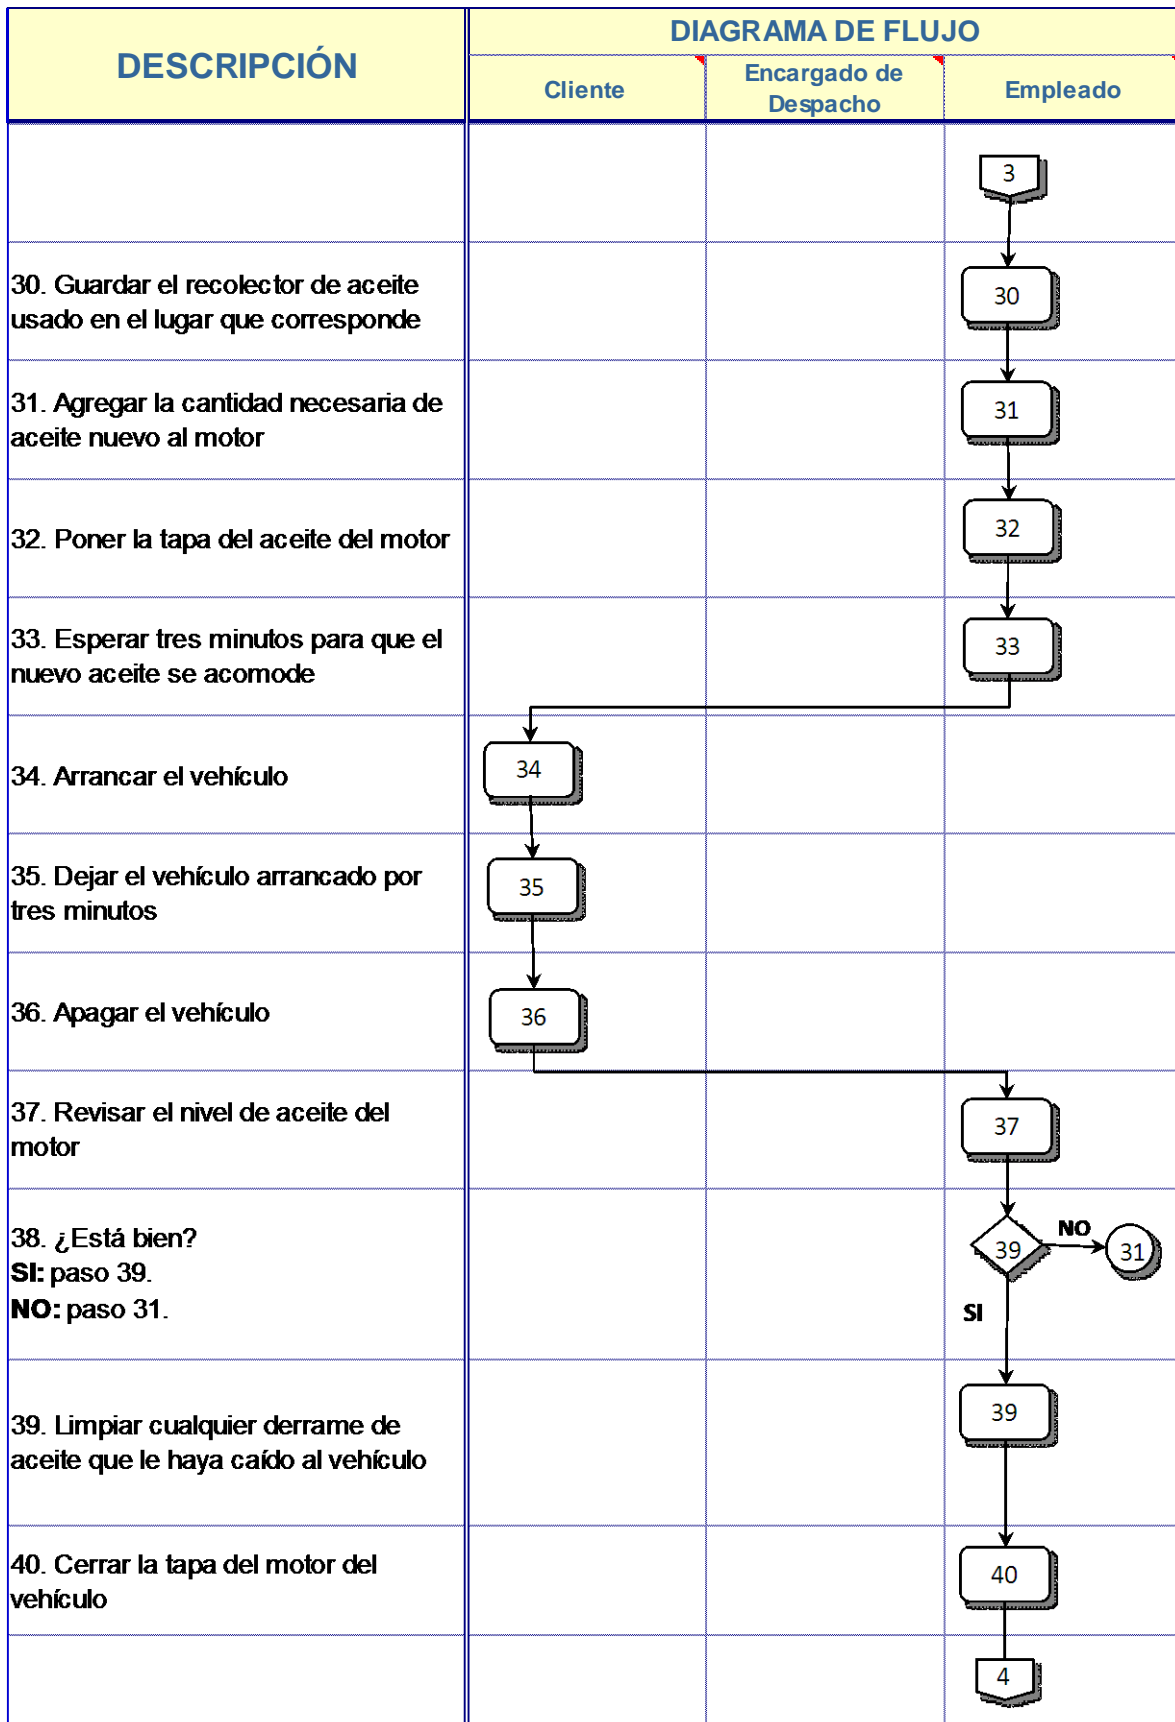 DESCRIPCIÓN
DIAGRAMA DE FLUJO
Cliente
Encargado de
Despacho
Empleado
3
30. Guardar el recolector de aceite
usado en el lugar que corresponde
30
31. Agregar la cantidad necesaria de
aceite nuevo al motor
31
32. Poner la tapa del aceite del motor
32
33. Esperar tres minutos para que el
nuevo aceite se acomode
33
34. Arrancar el vehículo
34
35. Dejar el vehículo arrancado por
tres minutos
35
36. Apagar el vehículo
36
37. Revisar el nivel de aceite del
motor
37
38. ¿Está bien?
SI: paso 39.
NO: paso 31.
39
NO
31
SI
39. Limpiar cualquier derrame de
aceite que le haya caído al vehículo
39
40. Cerrar la tapa del motor del
vehículo
40
4